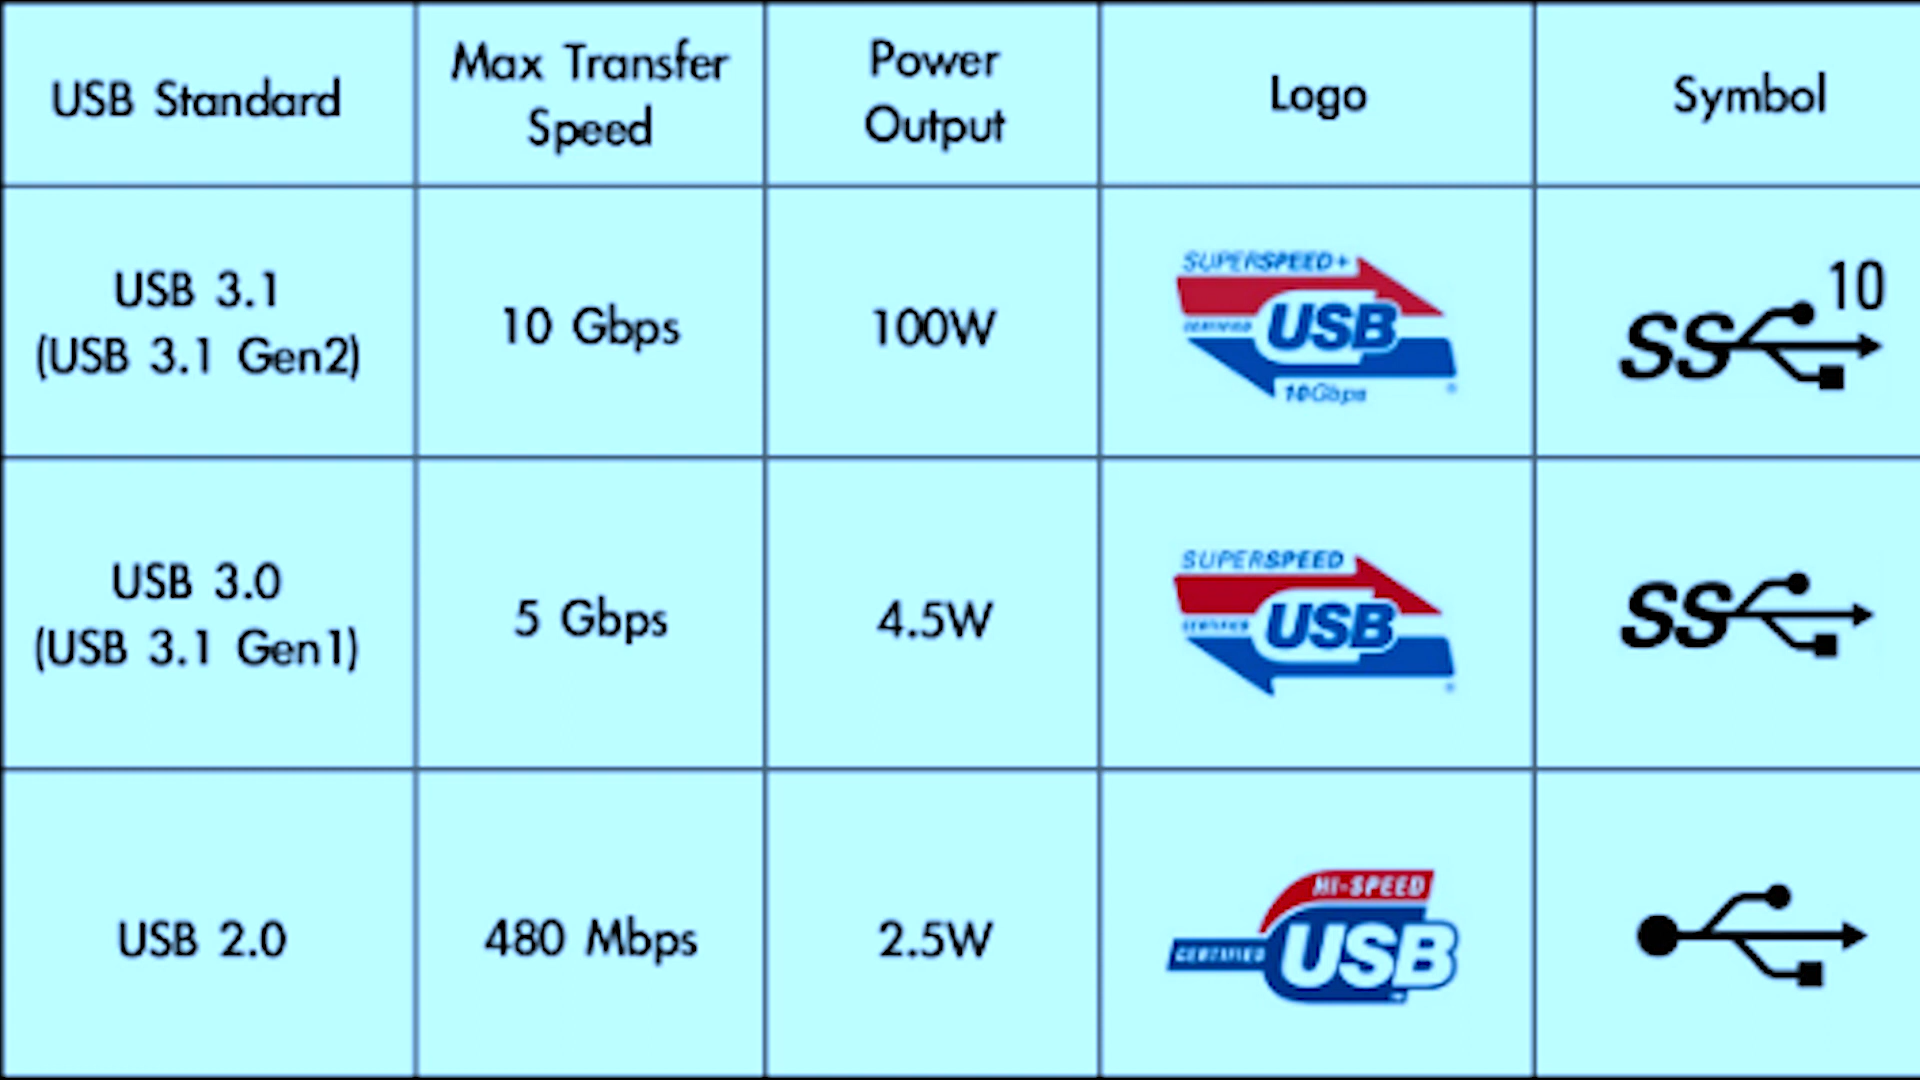 USB Standard
Max Transfer
Speed
Power
Output
Logo
Symbol
USB 3.1
(USB 3.1 Gen2)
10 Gbps
100W
SUPERSPEED+
CERTIFIED
USB
10Gbps
SS
10
USB 3.0
(USB 3.1 Gen1)
5 Gbps
4.5W
SUPERSPEED
CERTIFIED
USB
SS
USB 2.0
480 Mbps
2.5W
HI-SPEED
CERTIFIED
USB